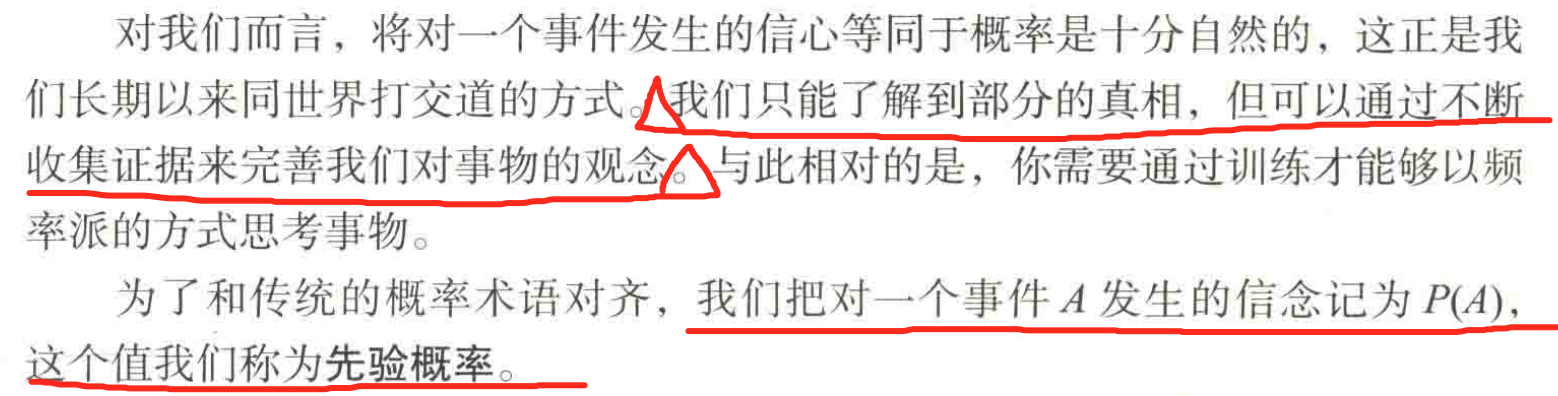 对我们而言，将对一个事件发生的信心等同于概率是十分自然的，这正是我
们长期以来同世界打交道的方式。我们只能了解到部分的真相，但可以通过不断
收集证据来完善我们对事物的观念。与此相对的是，你需要通过训练才能够以频
率派的方式思考事物。
为了和传统的概率术语对齐，我们把对一个事件 A 发生的信念记为 P(A)，
这个值我们称为先验概率。